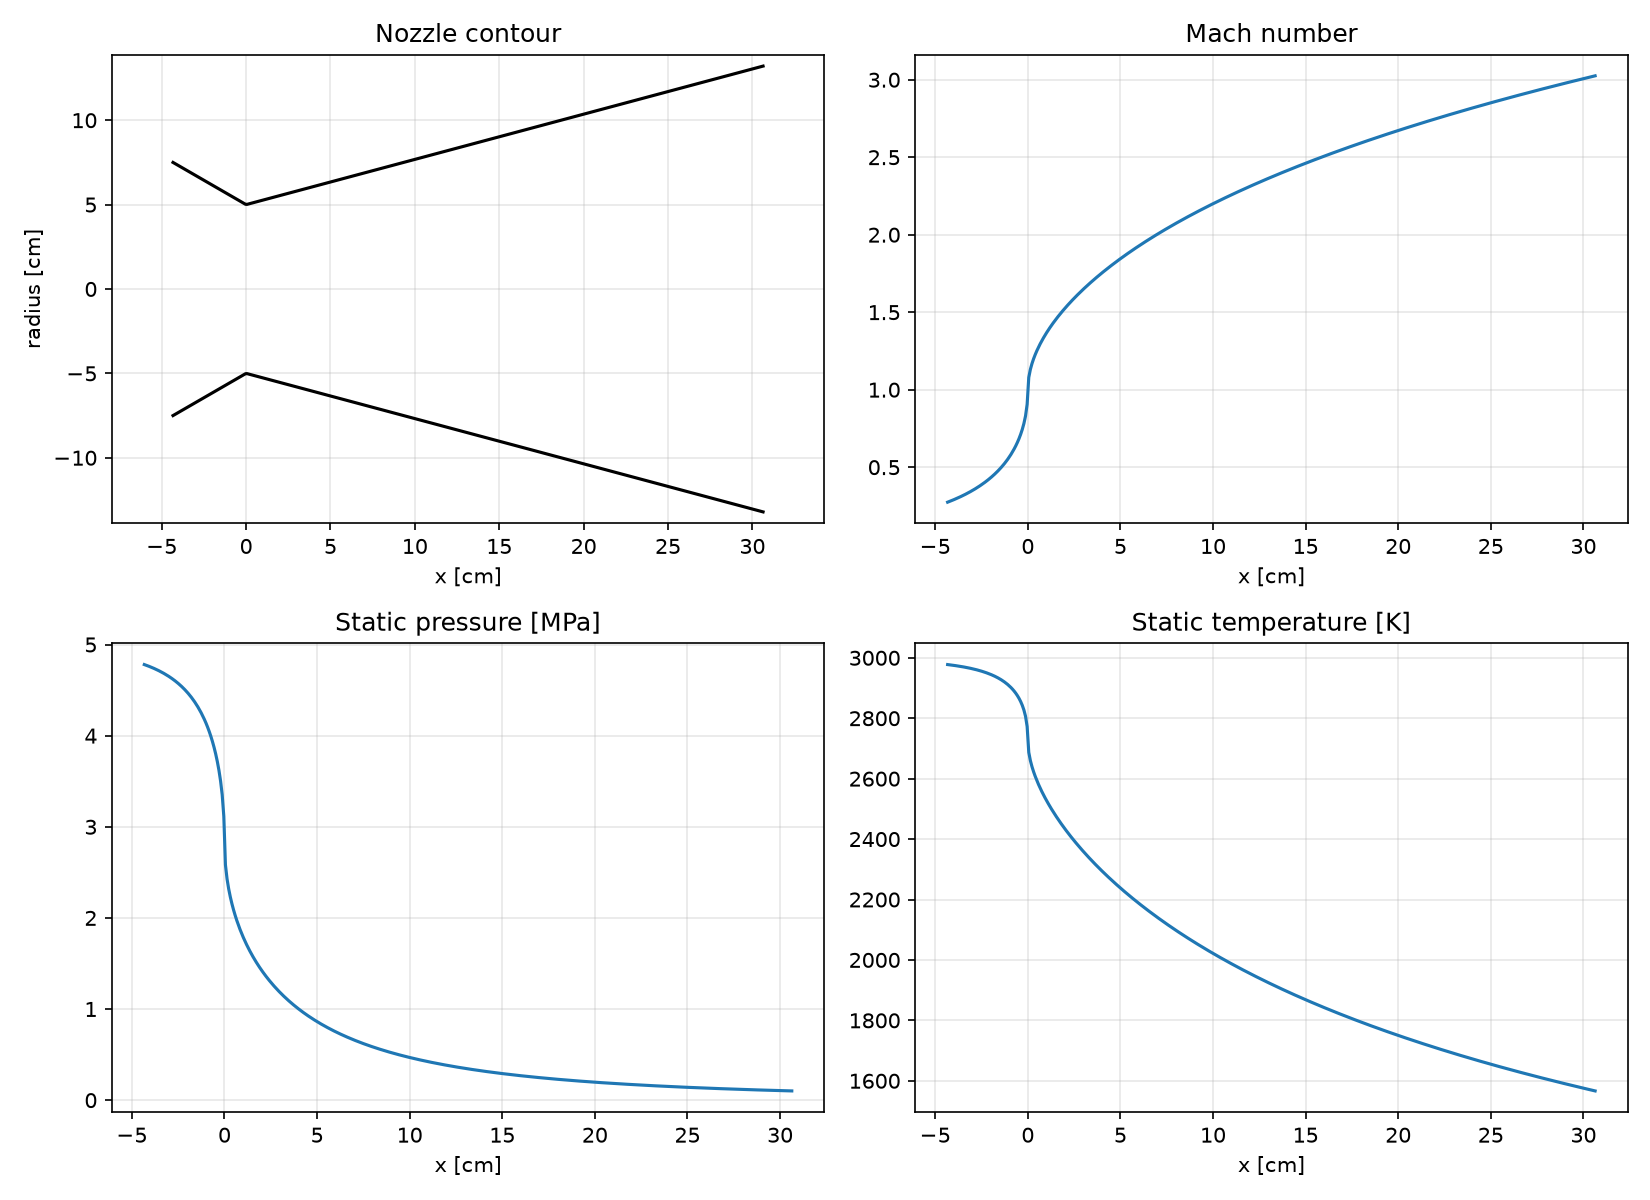 Nozzle contour
10
5
0
−5
−10
radius [cm]
−5 0 5 10 15 20 25 30
x [cm]
Mach number
3.0
2.5
2.0
1.5
1.0
0.5
−5 0 5 10 15 20 25 30
x [cm]
Static pressure [MPa]
5
4
3
2
1
0
−5 0 5 10 15 20 25 30
x [cm]
Static temperature [K]
3000
2800
2600
2400
2200
2000
1800
1600
−5 0 5 10 15 20 25 30
x [cm]